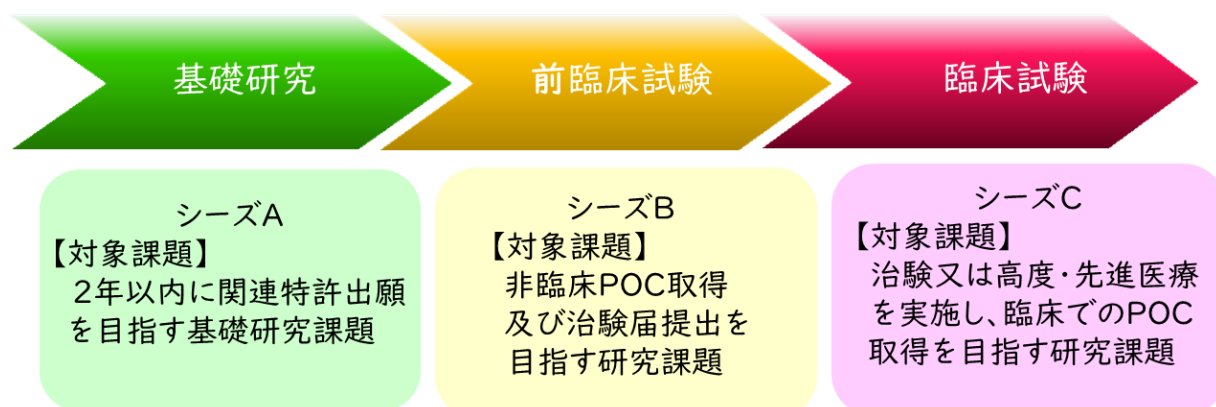 基礎研究
前臨床試験
臨床試験
シーズA
【対象課題】
2年以内に関連特許出願
を目指す基礎研究課題
シーズB
【対象課題】
非臨床POC取得
及び治験届提出を
目指す研究課題
シーズC
【対象課題】
治験又は高度・先進医療
を実施し、臨床でのPOC
取得を目指す研究課題